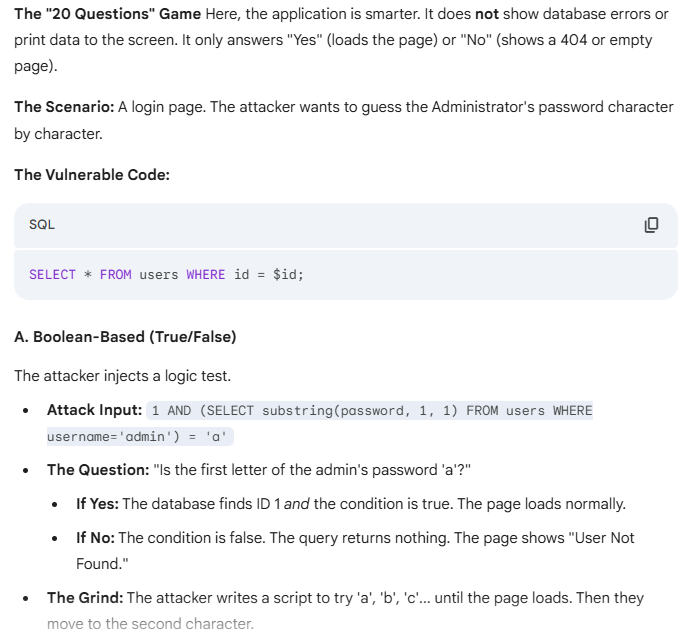 The "20 Questions" Game Here, the application is smarter. It does not show database errors or
print data to the screen. It only answers "Yes" (loads the page) or "No" (shows a 404 or empty
page).
The Scenario: A login page. The attacker wants to guess the Administrator's password character
by character.
The Vulnerable Code:
SQL
SELECT * FROM users WHERE id = $id;
A. Boolean-Based (True/False)
The attacker injects a logic test.
• Attack Input: 1 AND (SELECT substring(password, 1, 1) FROM users WHERE
username='admin') = 'a'
• The Question: "Is the first letter of the admin's password 'a'?"
• If Yes: The database finds ID 1 and the condition is true. The page loads normally.
• If No: The condition is false. The query returns nothing. The page shows "User Not
Found."
• The Grind: The attacker writes a script to try 'a', 'b', 'c'... until the page loads. Then they
move to the second character.